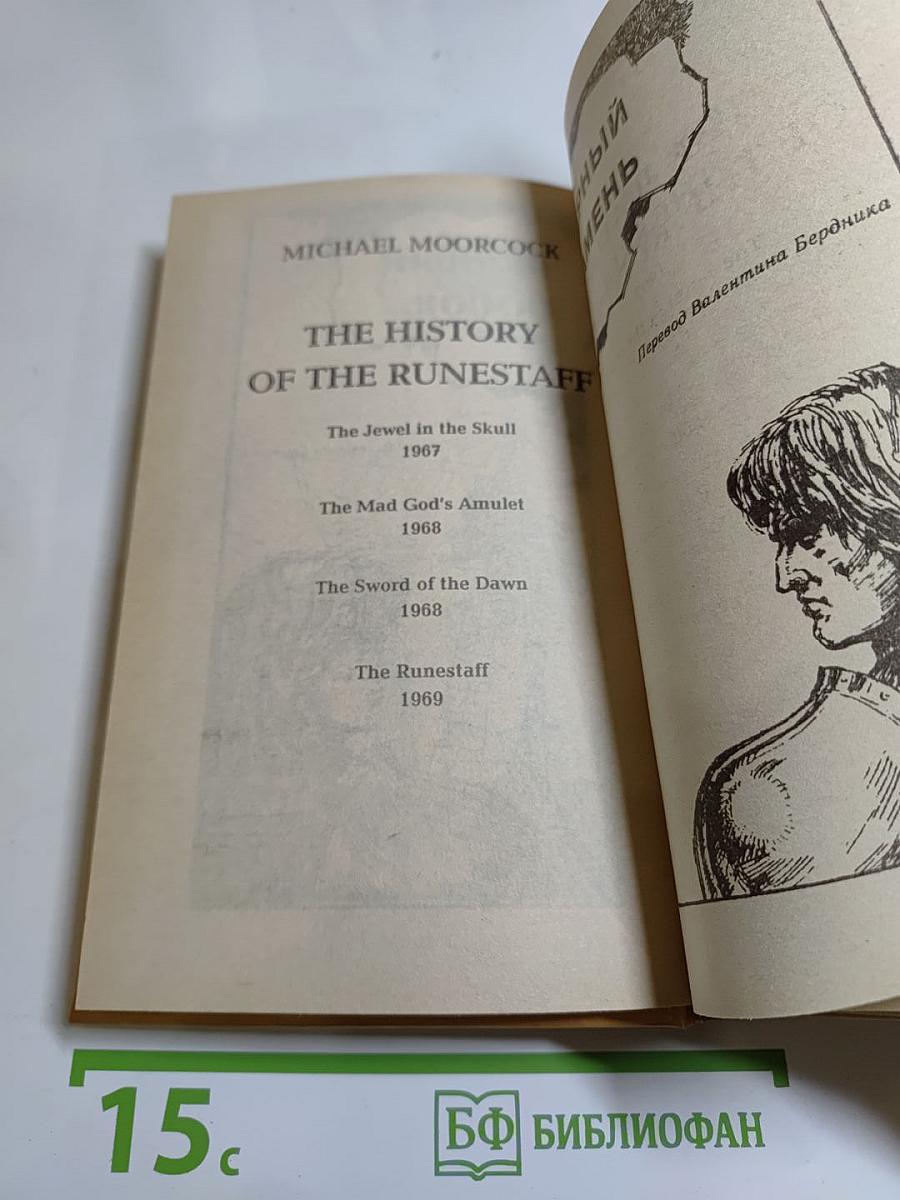 MICHAEL MOORCOCK
THE HISTORY
OF THE RUNESTAFF
The Jewel in the Skull
1967
The Mad God's Amulet
1968
The Sword of the Dawn
1968
The Runestaff
1969
Перевод Валентина Бердника
15 с
БФ БИБЛИОФАН